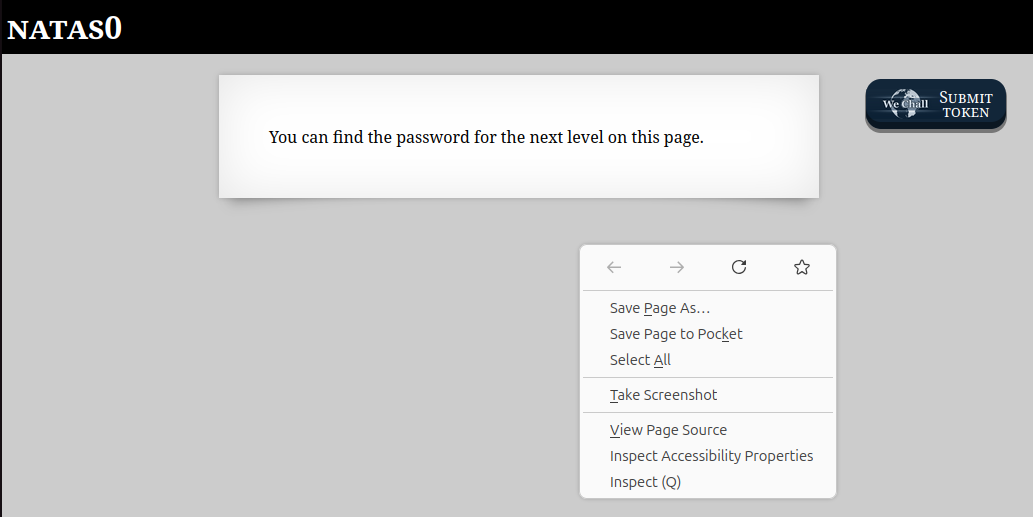 NATAS0
You can find the password for the next level on this page.
We Chall
SUBMIT
TOKEN
Save Page As...
Save Page to Pocket
Select All
Take Screenshot
View Page Source
Inspect Accessibility Properties
Inspect (Q)